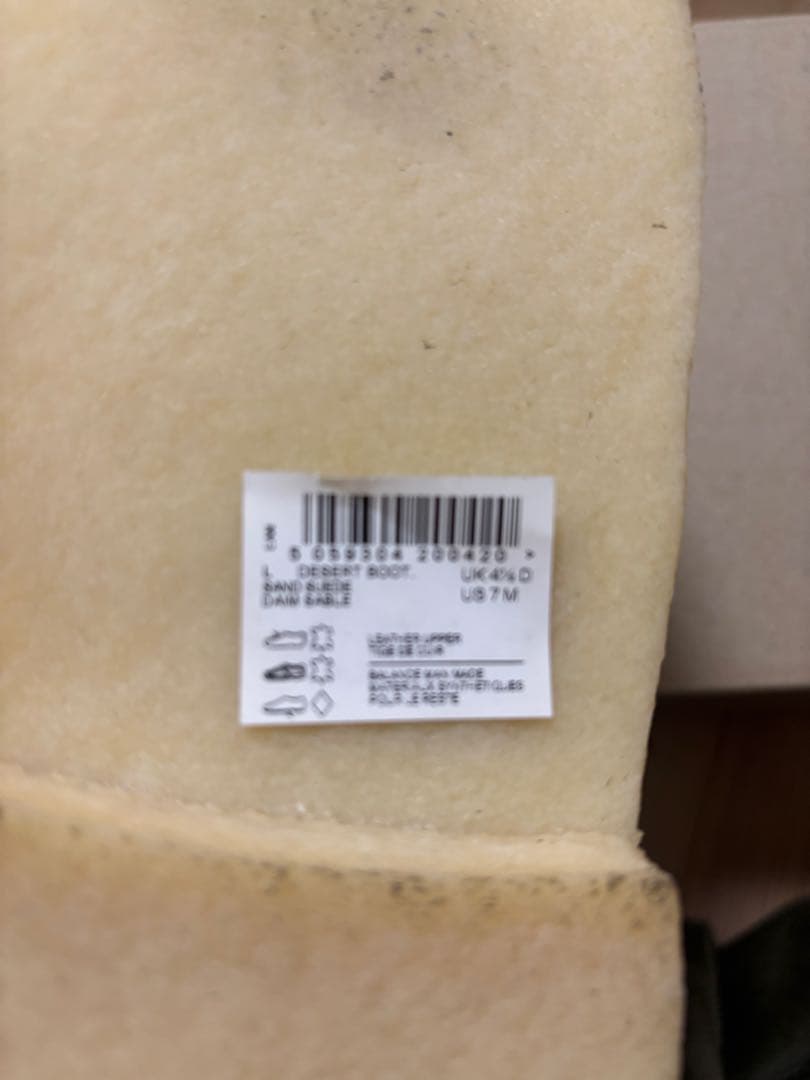 5 059304 200420 >
L DESERT BOOT. UK 4½ D
SAND SUEDE US 7 M
DAIM SABLE
LEATHER UPPER
TIGE DE CUIR
BALANCE MAN MADE
MATERIAUX SYNTHETIQUES
POUR LE RESTE